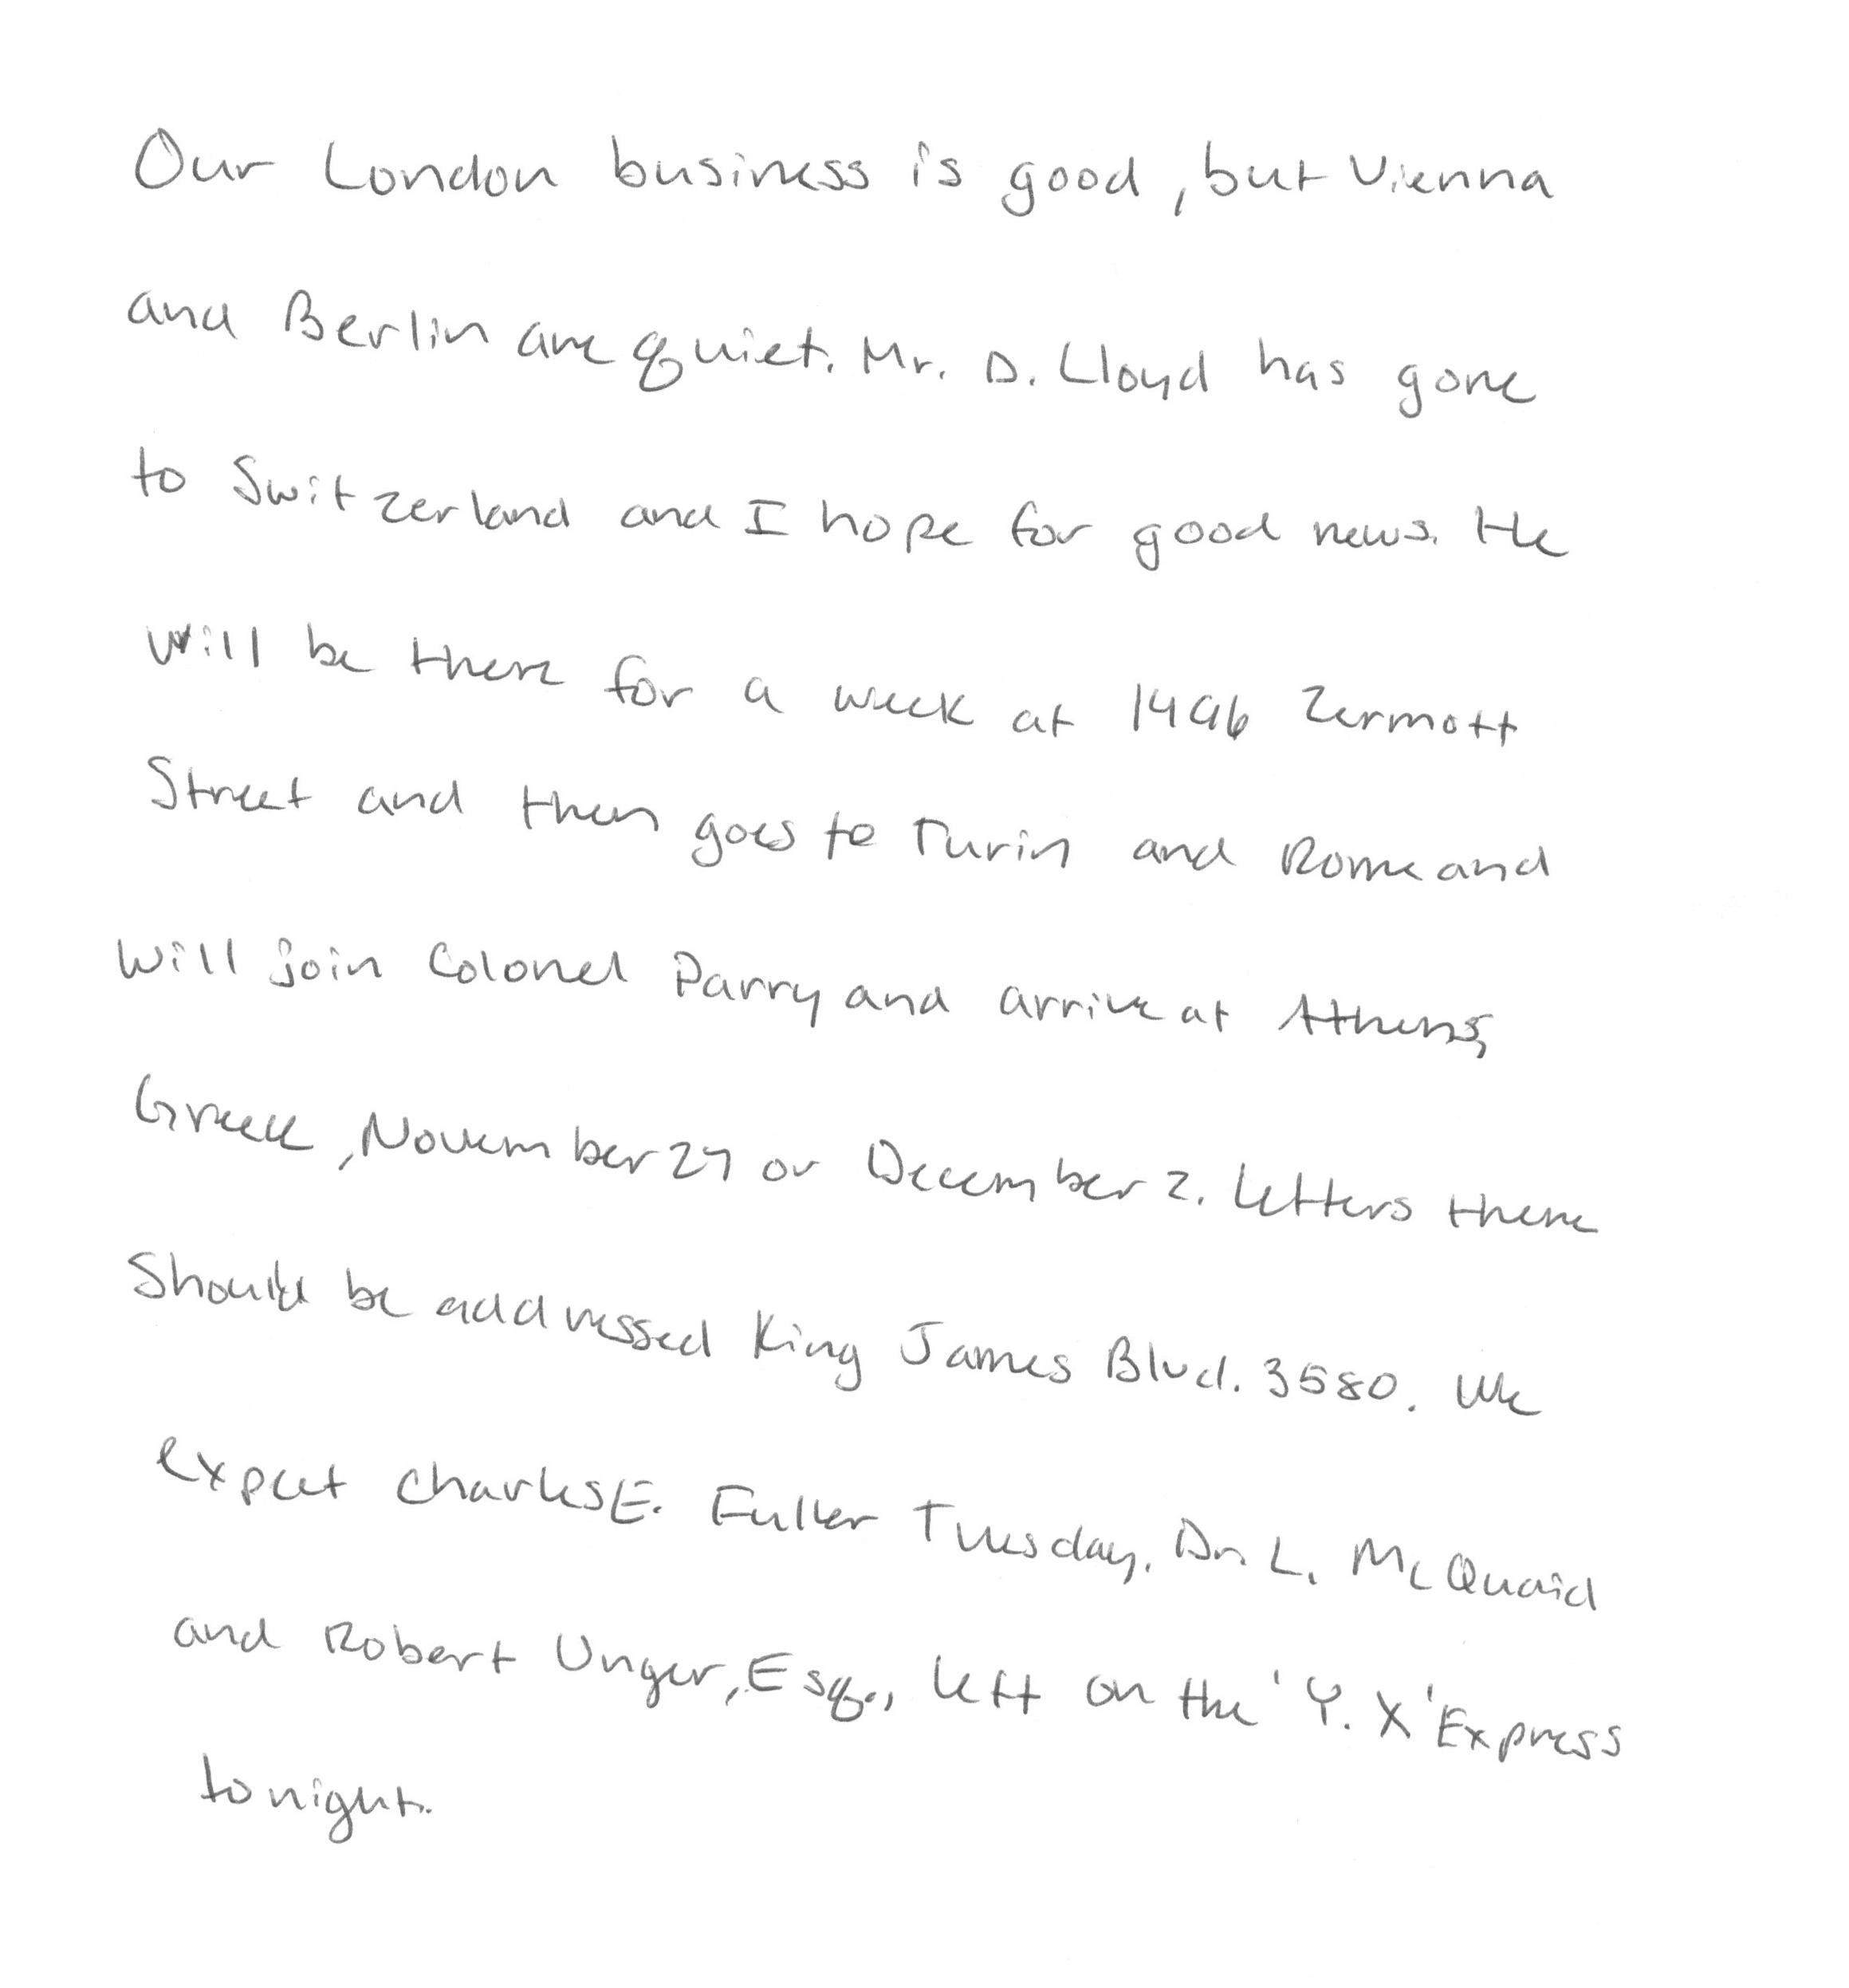 Our London business is good, but Vienna
and Berlin are quiet. Mr. D. Lloyd has gone
to Switzerland and I hope for good news. He
will be there for a week at 1496 Zermott
Street and then goes to Turin and Rome and
will join Colonel Parry and arrive at Athens,
Greece, November 27 or December 2. Letters there
should be addressed King James Blvd. 3580. We
expect Charles E. Fuller Tuesday. Dr. L. McQuaid
and Robert Unger, Esq., left on the 'Y. X' Express
tonight.